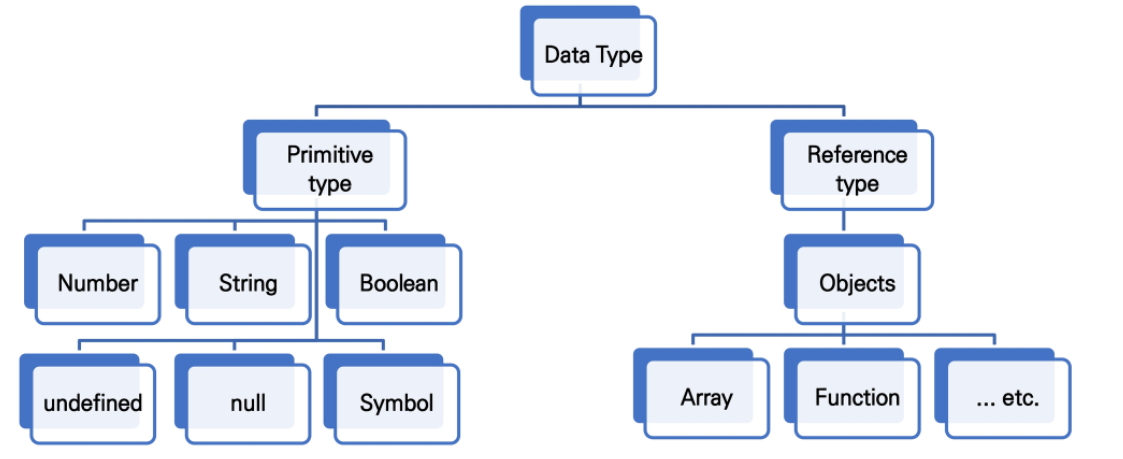 Data Type
Primitive
type
Reference
type
Number
String
Boolean
Objects
undefined
null
Symbol
Array
Function
... etc.